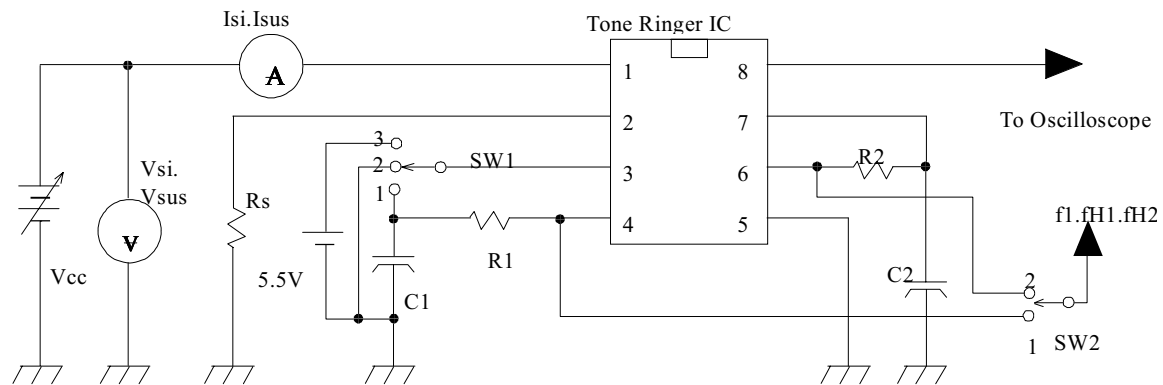 Isi.Isus
Tone Ringer IC
A
1
8
To Oscilloscope
2
7
3
SW1
2
3
6
R2
1
Vsi.
Vsus
V
Rs
R1
4
5
f1.fH1.fH2
Vcc
5.5V
C1
C2
2
1
SW2